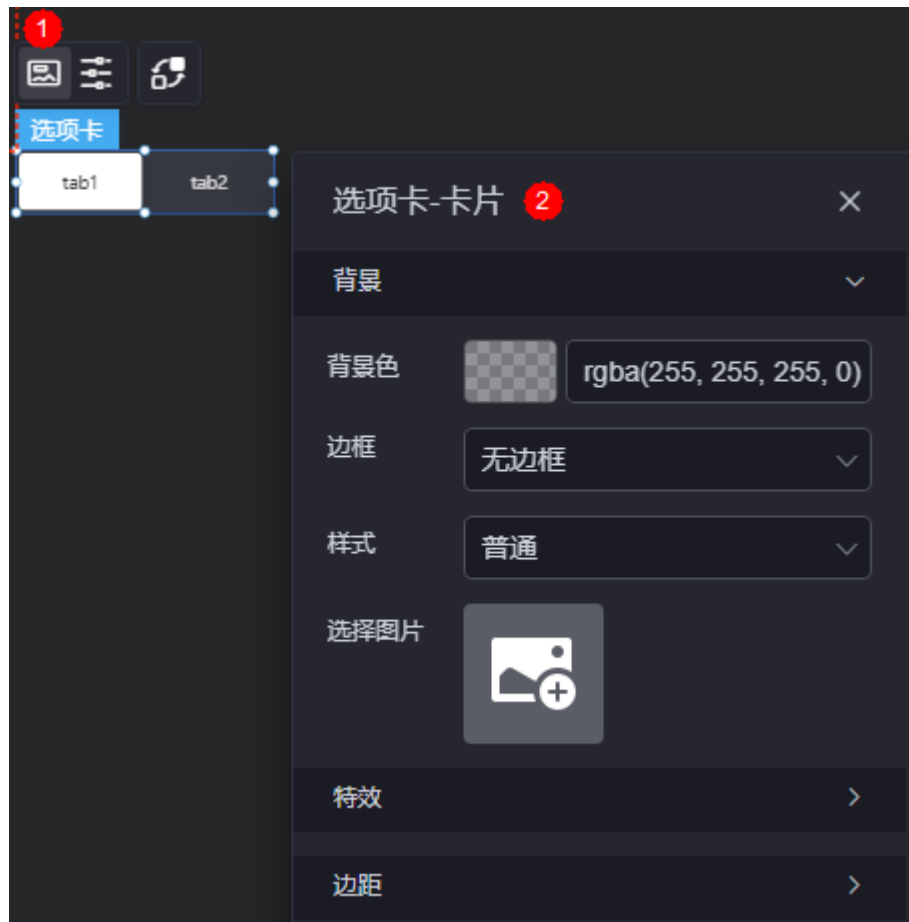 1
选项卡
tab1 tab2
选项卡-卡片 2
背景
背景色 rgba(255, 255, 255, 0)
边框 无边框
样式 普通
选择图片
特效
边距